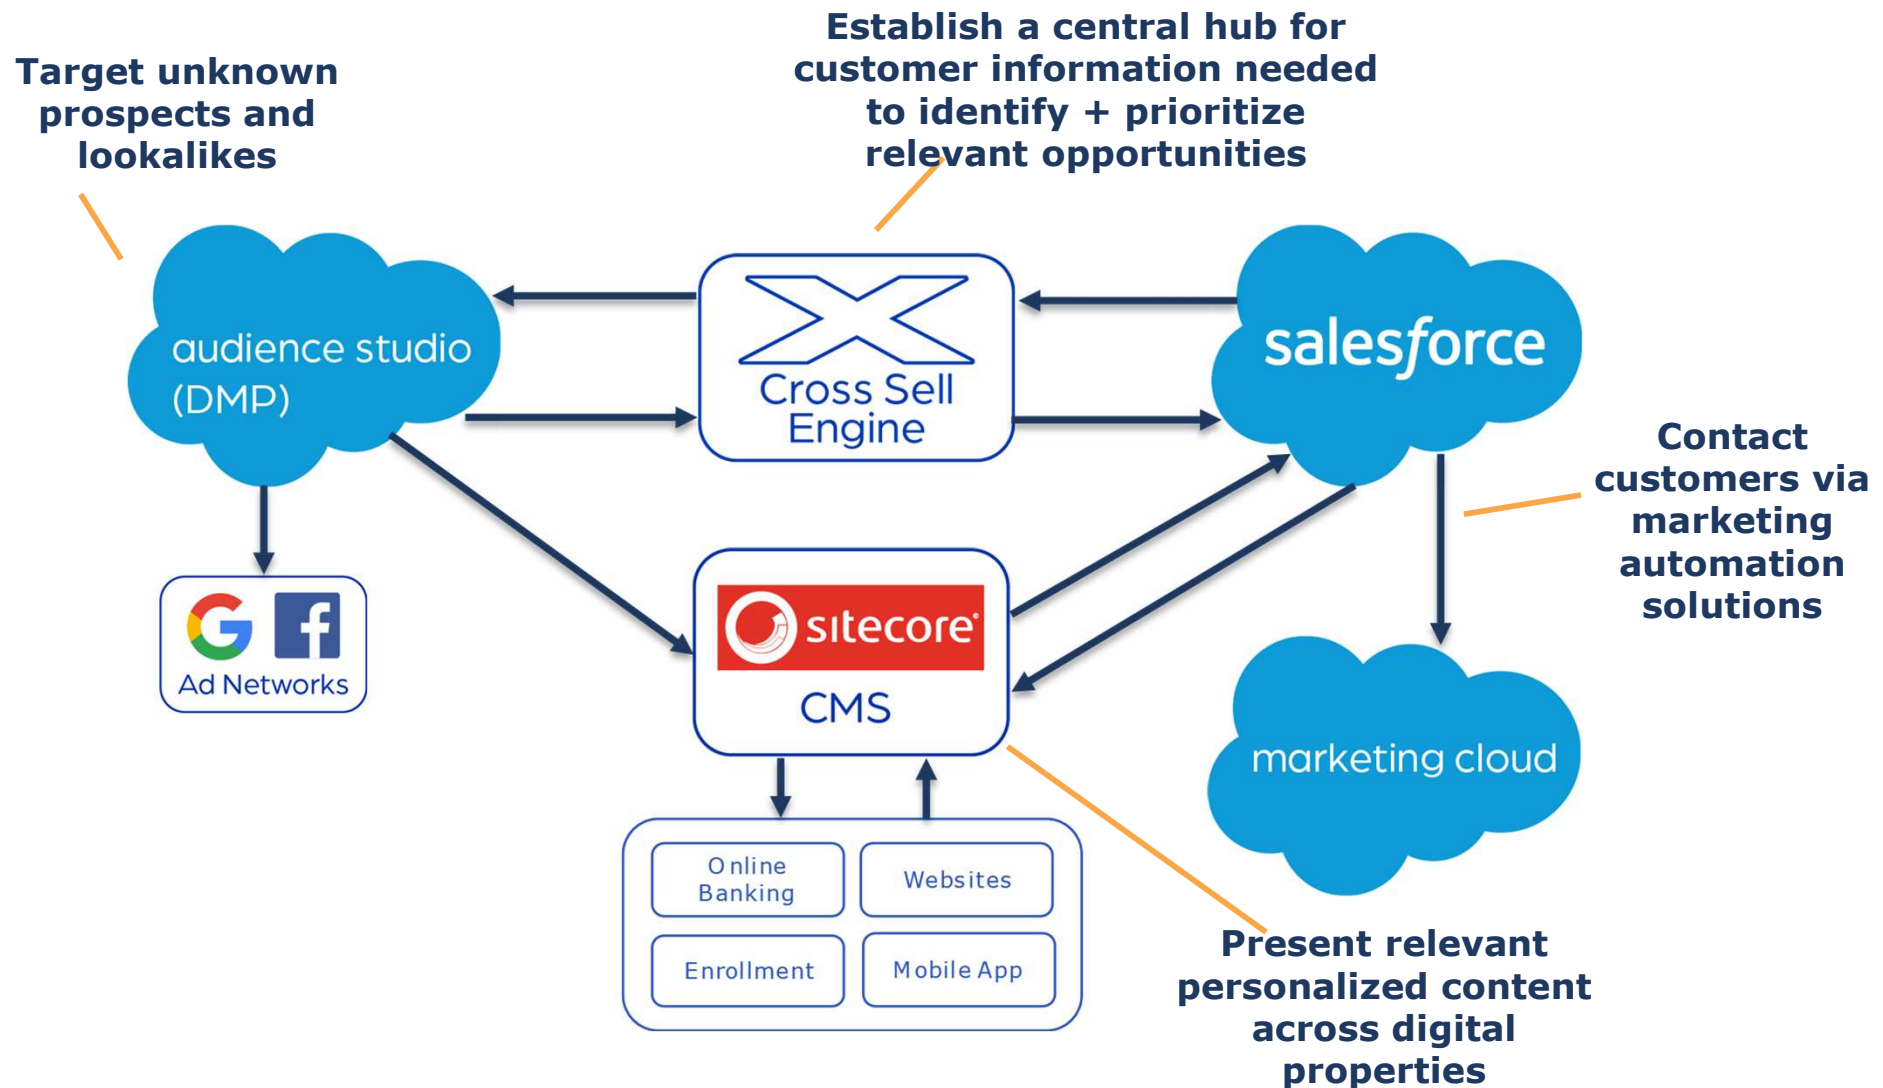 Target unknown
prospects and
lookalikes
Establish a central hub for
customer information needed
to identify + prioritize
relevant opportunities
audience studio
(DMP)
Cross Sell
Engine
salesforce
Contact
customers via
marketing
automation
solutions
Ad Networks
sitecore
CMS
marketing cloud
Online
Banking
Websites
Enrollment
Mobile App
Present relevant
personalized content
across digital
properties